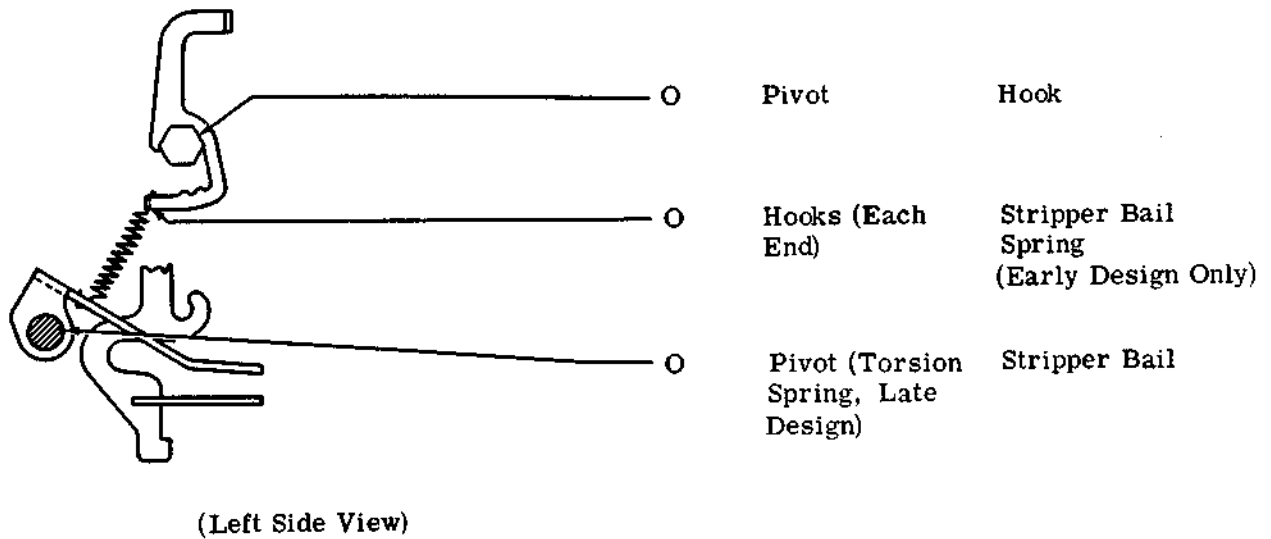 O Pivot Hook
O Hooks (Each Stripper Bail
End) Spring
(Early Design Only)
O Pivot (Torsion Stripper Bail
Spring, Late
Design)
(Left Side View)